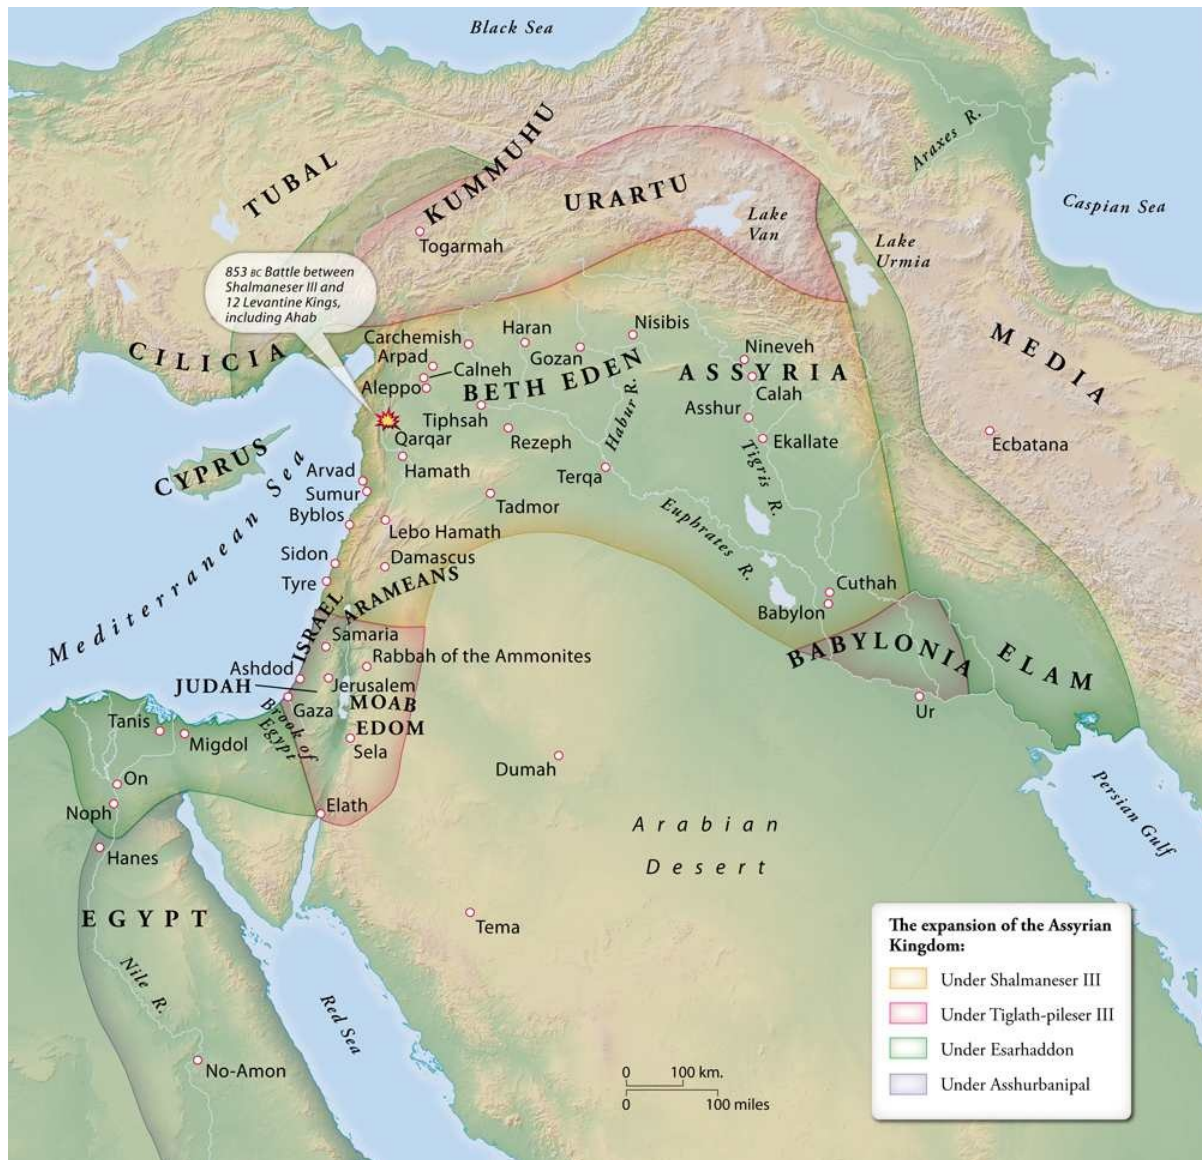 Black Sea
TUBAL
KUMMUHU
URARTU
Araxes R.
Caspian Sea
Lake
Van
Togarmah
Lake
Urmia
853 BC Battle between
Shalmaneser III and
12 Levantine Kings,
including Ahab
CILICIA
Carchemish
Haran
Nisibis
Arpad
Gozan
Nineveh
Calneh
MEDIA
Aleppo
BETH EDEN
ASSYRIA
Calah
Tiphsah
Habur R.
Asshur
Qarqar
Rezeph
Ekallate
Ecbatana
CYPRUS
Hamath
Terqa
Tigris R.
Arvad
Sumur
Tadmor
Byblos
Lebo Hamath
Euphrates R.
Mediterranean Sea
Sidon
Damascus
Tyre
ARAMEANS
Cuthah
Babylon
ISRAEL
Samaria
BABYLONIA
ELAM
Ashdod
Rabbah of the Ammonites
JUDAH
Jerusalem
Gaza
MOAB
Ur
Brook of
Egypt
EDOM
Tanis
Migdol
Sela
Dumah
On
Noph
Elath
Persian Gulf
Arabian
Desert
Hanes
EGYPT
Tema
Nile R.
Red Sea
No-Amon
The expansion of the Assyrian
Kingdom:
Under Shalmaneser III
Under Tiglath-pileser III
Under Esarhaddon
Under Asshurbanipal
0 100 km.
0 100 miles